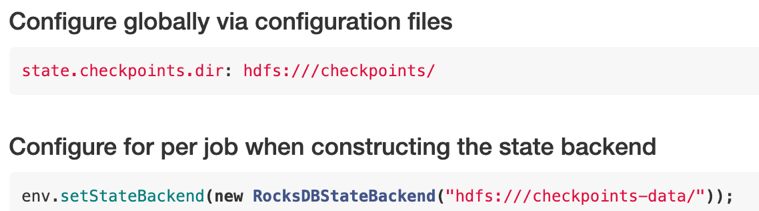 Configure globally via configuration files
state.checkpoints.dir: hdfs:///checkpoints/
Configure for per job when constructing the state backend
env.setStateBackend(new RocksDBStateBackend("hdfs:///checkpoints-data/"));